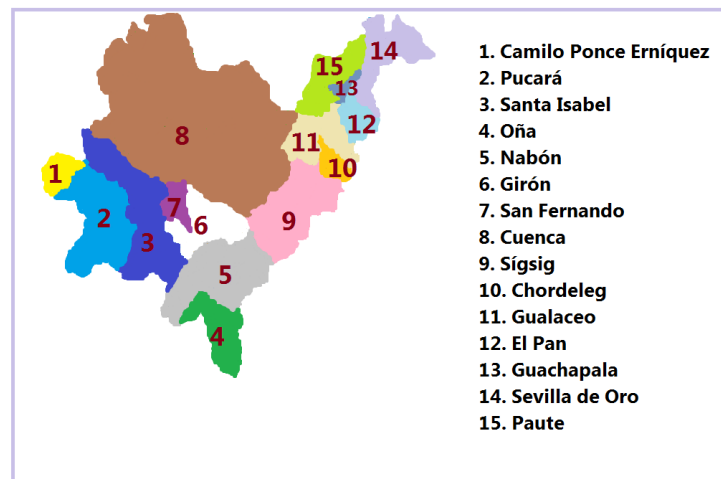 1. Camilo Ponce Erníquez
2. Pucará
3. Santa Isabel
4. Oña
5. Nabón
6. Girón
7. San Fernando
8. Cuenca
9. Sígsig
10. Chordeleg
11. Gualaceo
12. El Pan
13. Guachapala
14. Sevilla de Oro
15. Paute
14
15
13
12
11
8
10
1
7
2
9
6
3
5
4